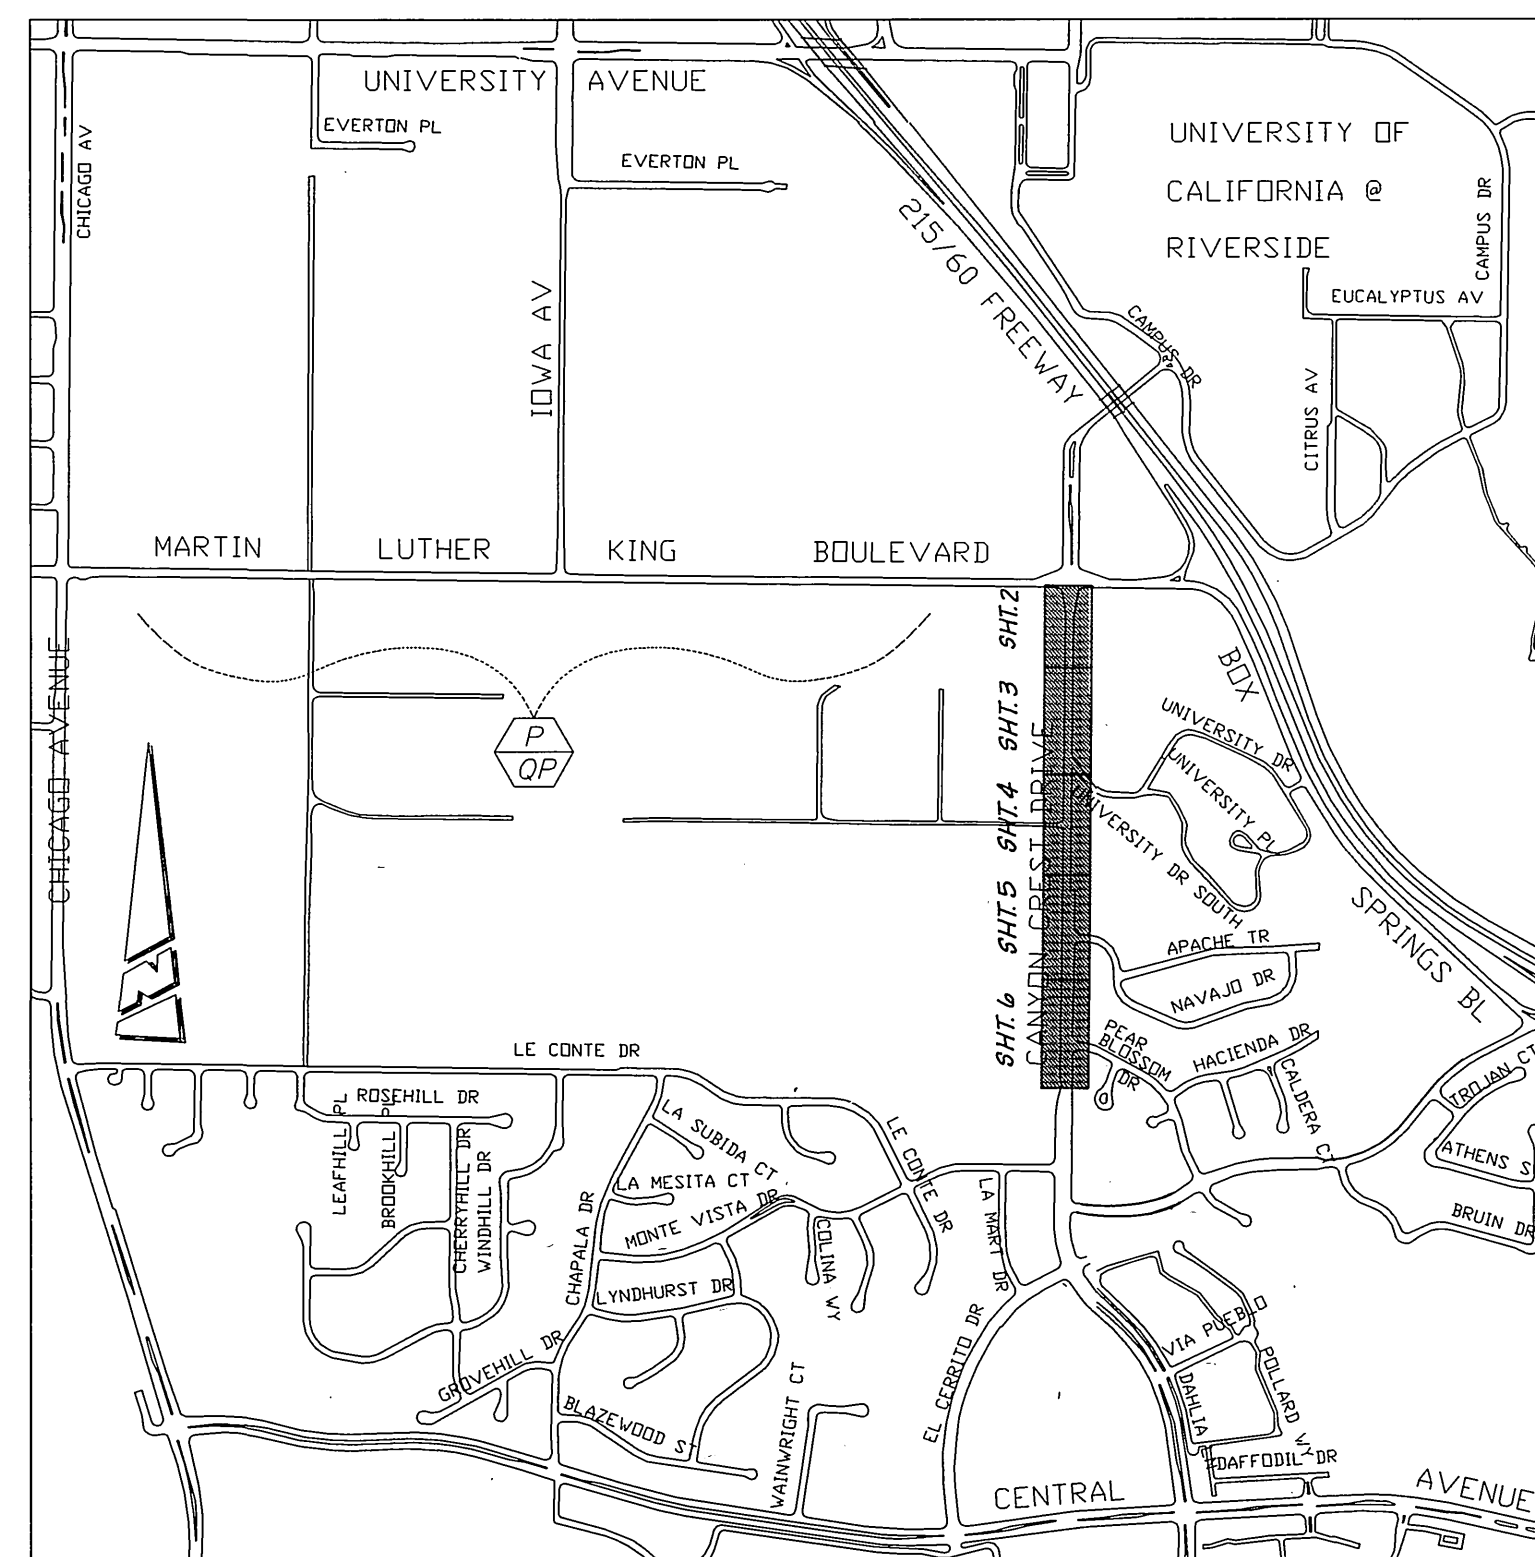 UNIVERSITY AVENUE
EVERTON PL
EVERTON PL
CHICAGO AV
UNIVERSITY OF
CALIFORNIA @
RIVERSIDE
CAMPUS DR
215/60 FREEWAY
EUCALYPTUS AV
IOWA AV
CAMPUS DR
CITRUS AV
MARTIN LUTHER KING BOULEVARD
SHT.2
SHT.3
SHT.4
SHT.5
SHT.6
CANYON CREST DRIVE
CHICAGO AVENUE
P
QP
BOX SPRINGS BL
UNIVERSITY DR
UNIVERSITY PL
UNIVERSITY DR SOUTH
APACHE TR
NAVAJO DR
N
PEAR
BLOSSOM
DR
HACIENDA DR
CALDERA CT
TROJAN CT
ATHENS S
BRUIN DR
LE CONTE DR
ROSEHILL DR
LEAFHILL PL
BROOKHILL PL
CHERRYHILL DR
WINDHILL DR
LA SUBIDA CT
LA MESITA CT
MONTE VISTA DR
CHAPALA DR
LE CONTE DR
LA MART DR
COLINA WY
LYNDHURST DR
GROVEHILL DR
BLAZEWOOD ST
WAINWRIGHT CT
EL CERRITO DR
VIA PUEBLO
POLLARD WY
DAHLIA
DAFFODIL DR
CENTRAL AVENUE